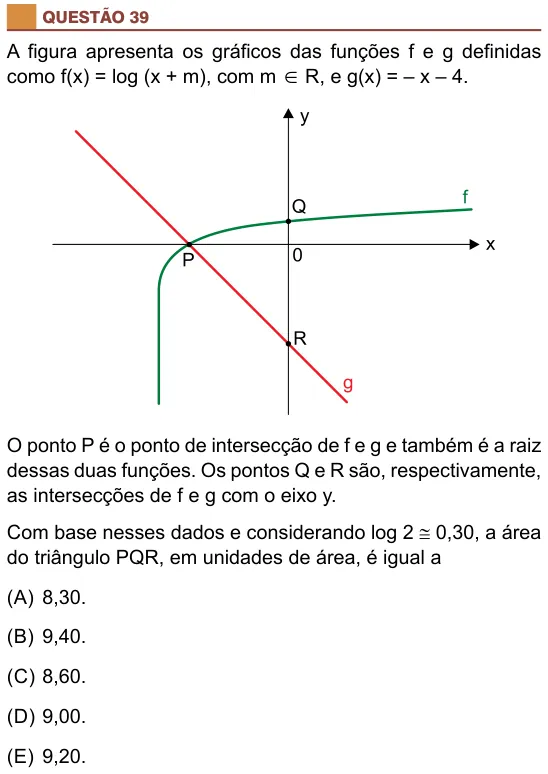 QUESTÃO 39
A figura apresenta os gráficos das funções f e g definidas
como f(x) = log (x + m), com m ∈ R, e g(x) = – x – 4.
y
f
Q
x
P
0
R
g
O ponto P é o ponto de intersecção de f e g e também é a raiz
dessas duas funções. Os pontos Q e R são, respectivamente,
as intersecções de f e g com o eixo y.
Com base nesses dados e considerando log 2 ≅ 0,30, a área
do triângulo PQR, em unidades de área, é igual a
(A) 8,30.
(B) 9,40.
(C) 8,60.
(D) 9,00.
(E) 9,20.